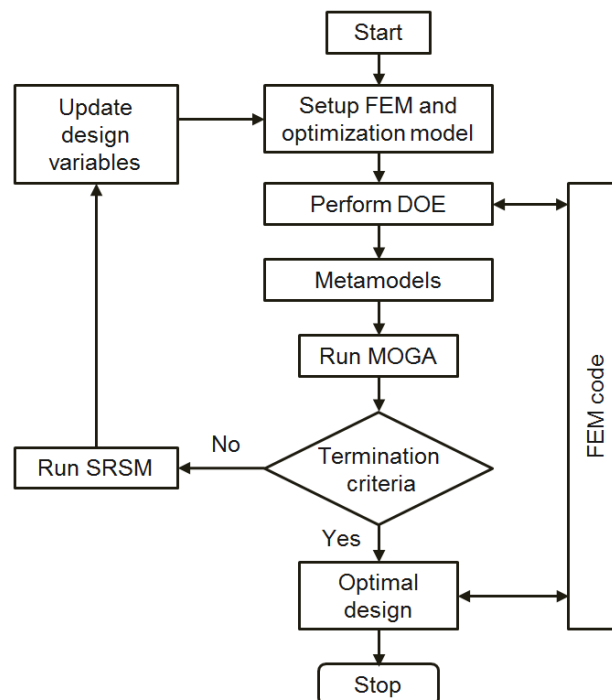 Start
Update
design
variables
Setup FEM and
optimization model
Perform DOE
Metamodels
Run MOGA
FEM code
No
Run SRSM
Termination
criteria
Yes
Optimal
design
Stop